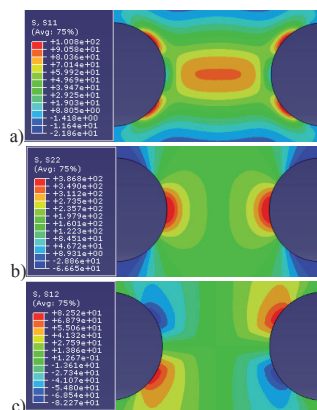 S, S11
(Avg: 75%)
+1.008e+02
+9.058e+01
+8.036e+01
+7.014e+01
+5.992e+01
+4.969e+01
+3.947e+01
+2.925e+01
+1.903e+01
+8.805e+00
-1.418e+00
-1.164e+01
-2.186e+01
a)
S, S22
(Avg: 75%)
+3.868e+02
+3.490e+02
+3.112e+02
+2.735e+02
+2.357e+02
+1.979e+02
+1.601e+02
+1.223e+02
+8.451e+01
+4.672e+01
+8.931e+00
-2.886e+01
-6.665e+01
b)
S, S12
(Avg: 75%)
+8.252e+01
+6.879e+01
+5.506e+01
+4.132e+01
+2.759e+01
+1.386e+01
+1.267e-01
-1.361e+01
-2.734e+01
-4.107e+01
-5.480e+01
-6.854e+01
-8.227e+01
c)